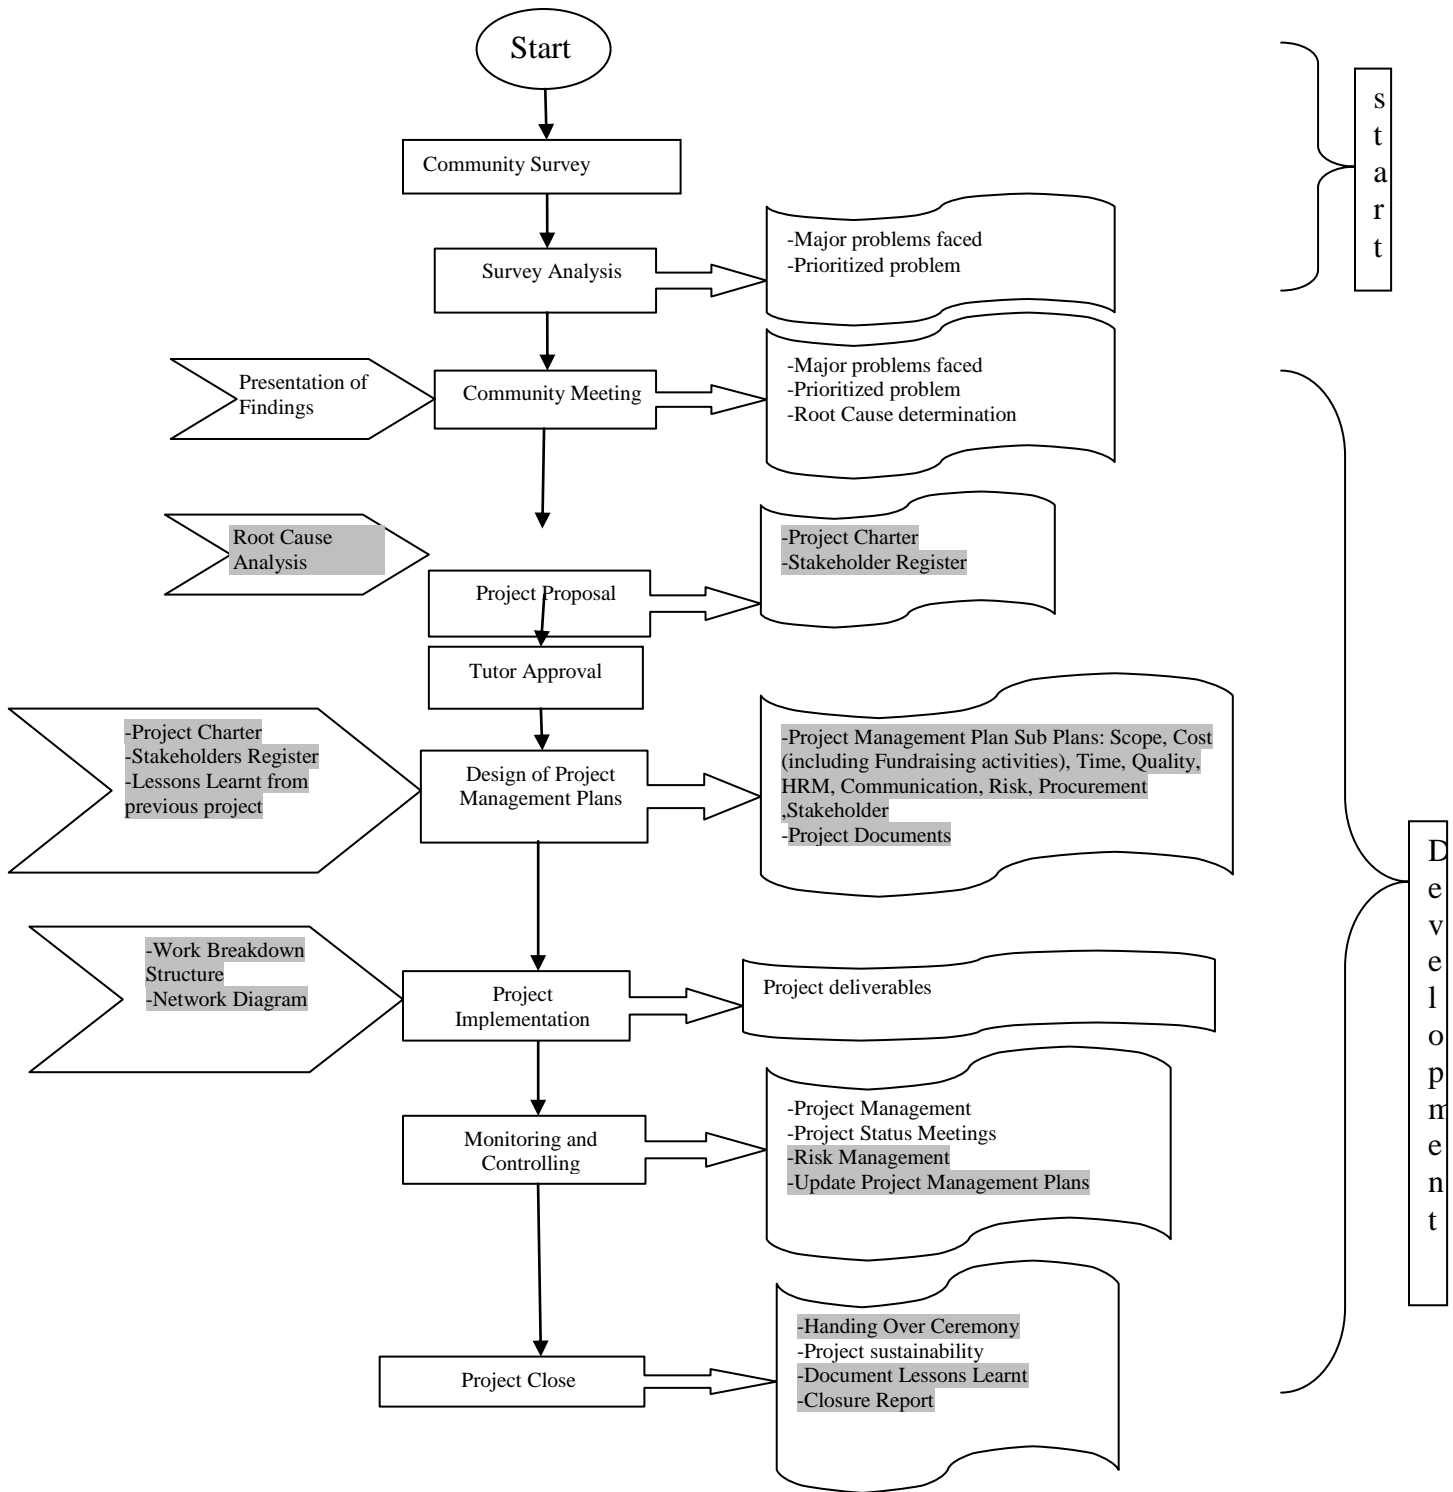 Start
Community Survey
Survey Analysis
-Major problems faced
-Prioritized problem
Presentation of
Findings
Community Meeting
-Major problems faced
-Prioritized problem
-Root Cause determination
Root Cause
Analysis
Project Proposal
-Project Charter
-Stakeholder Register
Tutor Approval
-Project Charter
-Stakeholders Register
-Lessons Learnt from
previous project
Design of Project
Management Plans
-Project Management Plan Sub Plans: Scope, Cost
(including Fundraising activities), Time, Quality,
HRM, Communication, Risk, Procurement
,Stakeholder
-Project Documents
-Work Breakdown
Structure
-Network Diagram
Project
Implementation
Project deliverables
Monitoring and
Controlling
-Project Management
-Project Status Meetings
-Risk Management
-Update Project Management Plans
Project Close
-Handing Over Ceremony
-Project sustainability
-Document Lessons Learnt
-Closure Report
s
t
a
r
t
D
e
v
e
l
o
p
m
e
n
t